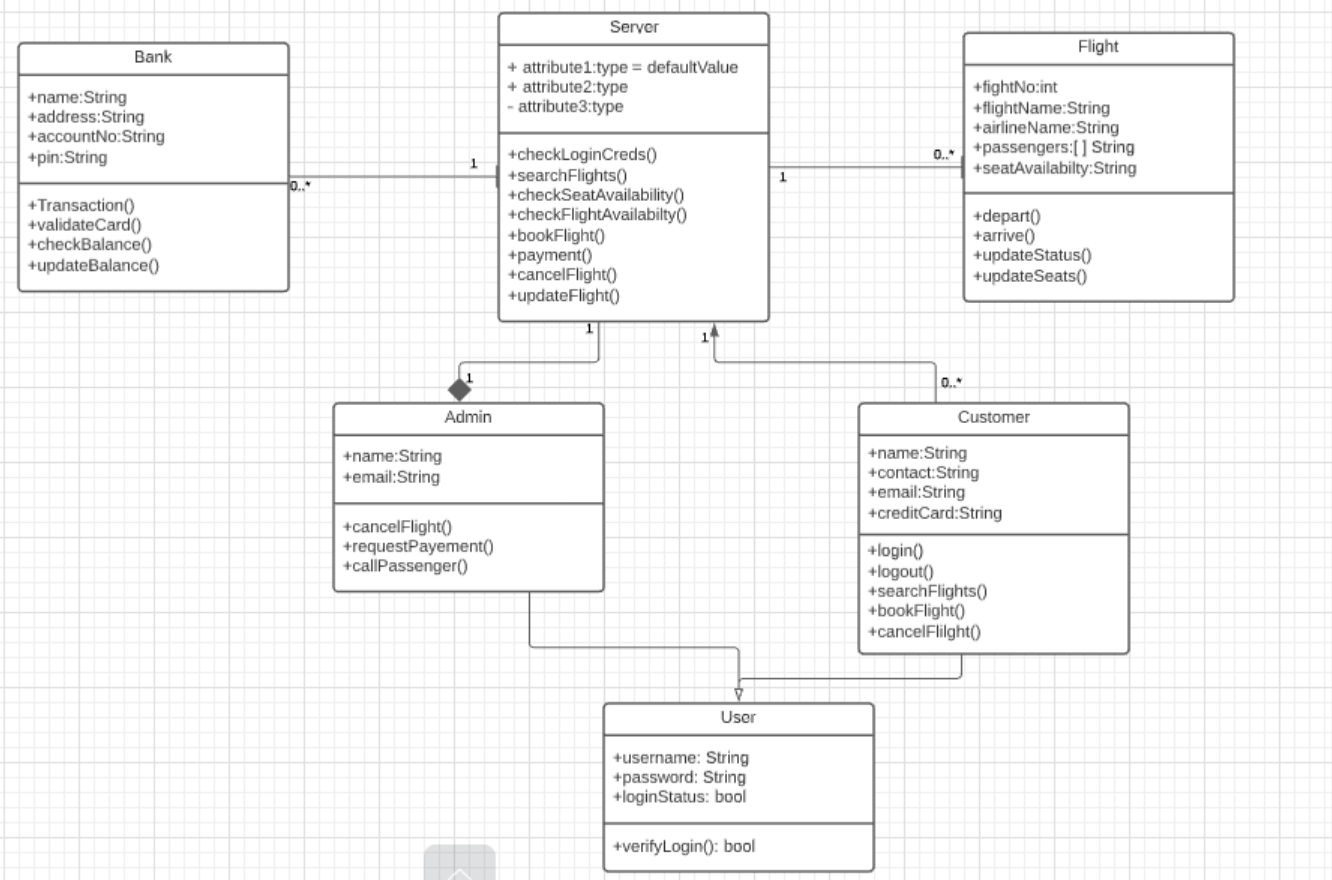 Bank
+name:String
+address:String
+accountNo:String
+pin:String
+Transaction()
+validateCard()
+checkBalance()
+updateBalance()
0..*
1
Server
+ attribute1:type = defaultValue
+ attribute2:type
- attribute3:type
+checkLoginCreds()
+searchFlights()
+checkSeatAvailability()
+checkFlightAvailabilty()
+bookFlight()
+payment()
+cancelFlight()
+updateFlight()
1
0..*
Flight
+fightNo:int
+flightName:String
+airlineName:String
+passengers:[ ] String
+seatAvailabilty:String
+depart()
+arrive()
+updateStatus()
+updateSeats()
1
1
1
0..*
Admin
+name:String
+email:String
+cancelFlight()
+requestPayement()
+callPassenger()
Customer
+name:String
+contact:String
+email:String
+creditCard:String
+login()
+logout()
+searchFlights()
+bookFlight()
+cancelFlilght()
User
+username: String
+password: String
+loginStatus: bool
+verifyLogin(): bool